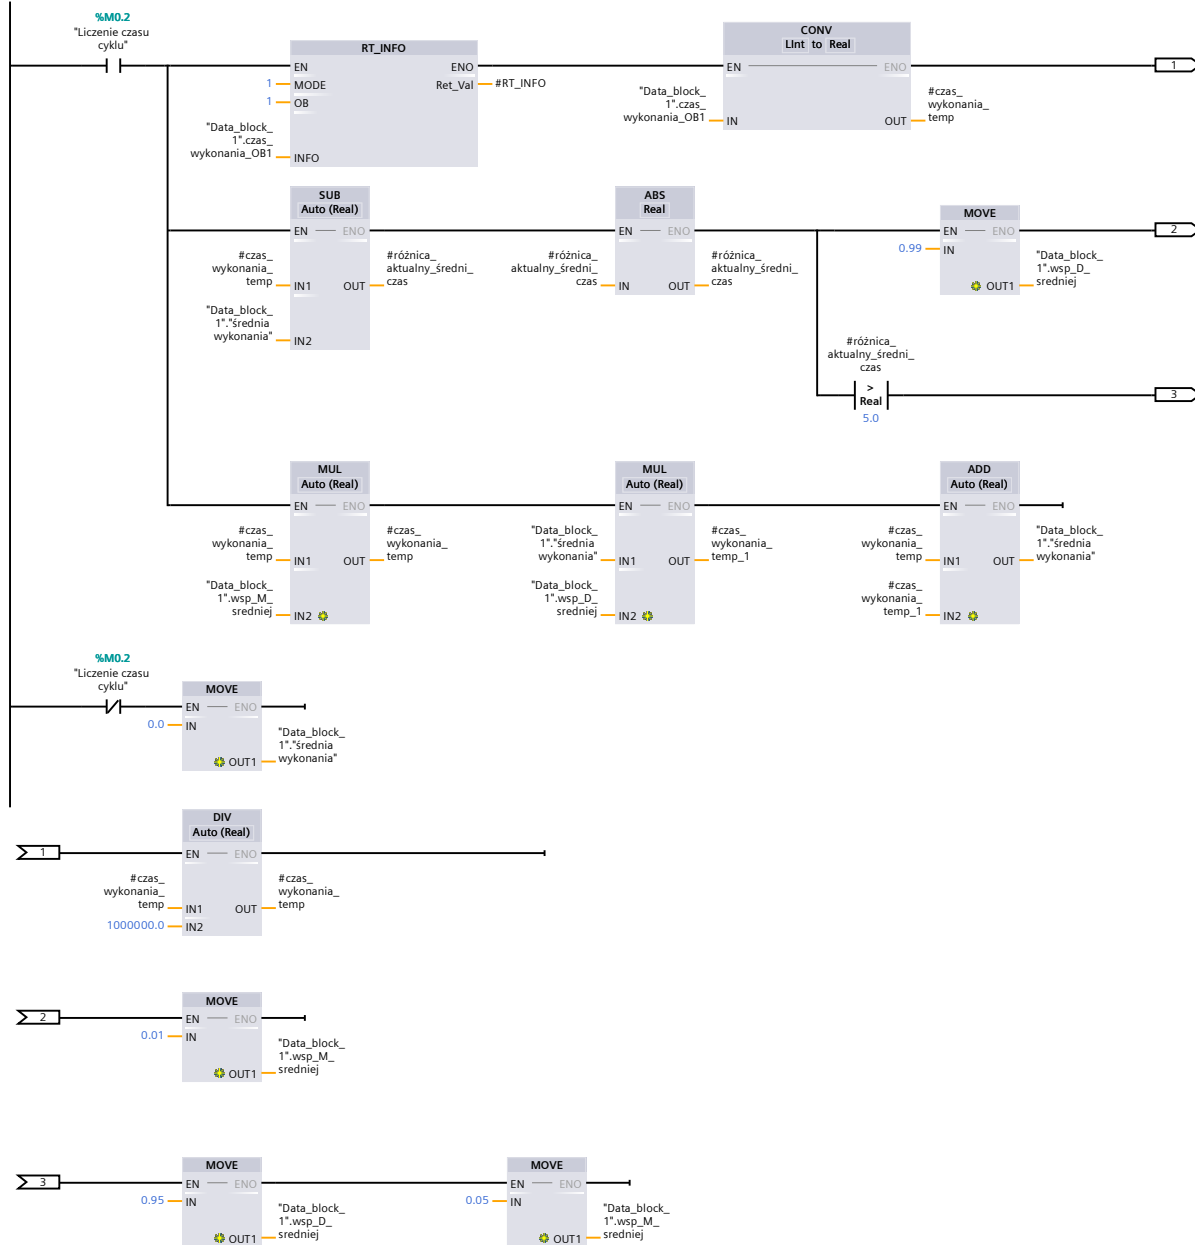 %M0.2
"Liczenie czasu
cyklu"
RT_INFO
EN
ENO
1
MODE
Ret_Val
#RT_INFO
1
OB
"Data_block_
1".czas_
wykonania_OB1
INFO
CONV
LInt to Real
EN
ENO
"Data_block_
1".czas_
wykonania_OB1
IN
OUT
#czas_
wykonania_
temp
1
SUB
Auto (Real)
EN
ENO
#czas_
wykonania_
temp
IN1
OUT
#różnica_
aktualny_średni_
czas
"Data_block_
1"."średnia
wykonania"
IN2
ABS
Real
EN
ENO
#różnica_
aktualny_średni_
czas
IN
OUT
#różnica_
aktualny_średni_
czas
MOVE
EN
ENO
0.99
IN
OUT1
"Data_block_
1".wsp_D_
sredniej
2
#różnica_
aktualny_średni_
czas
>
Real
5.0
3
MUL
Auto (Real)
EN
ENO
#czas_
wykonania_
temp
IN1
OUT
#czas_
wykonania_
temp
"Data_block_
1".wsp_M_
sredniej
IN2
MUL
Auto (Real)
EN
ENO
"Data_block_
1"."średnia
wykonania"
IN1
OUT
#czas_
wykonania_
temp_1
"Data_block_
1".wsp_D_
sredniej
IN2
ADD
Auto (Real)
EN
ENO
#czas_
wykonania_
temp
IN1
OUT
"Data_block_
1"."średnia
wykonania"
#czas_
wykonania_
temp_1
IN2
%M0.2
"Liczenie czasu
cyklu"
MOVE
EN
ENO
0.0
IN
OUT1
"Data_block_
1"."średnia
wykonania"
1
DIV
Auto (Real)
EN
ENO
#czas_
wykonania_
temp
IN1
OUT
#czas_
wykonania_
temp
1000000.0
IN2
2
MOVE
EN
ENO
0.01
IN
OUT1
"Data_block_
1".wsp_M_
sredniej
3
MOVE
EN
ENO
0.95
IN
OUT1
"Data_block_
1".wsp_D_
sredniej
MOVE
EN
ENO
0.05
IN
OUT1
"Data_block_
1".wsp_M_
sredniej